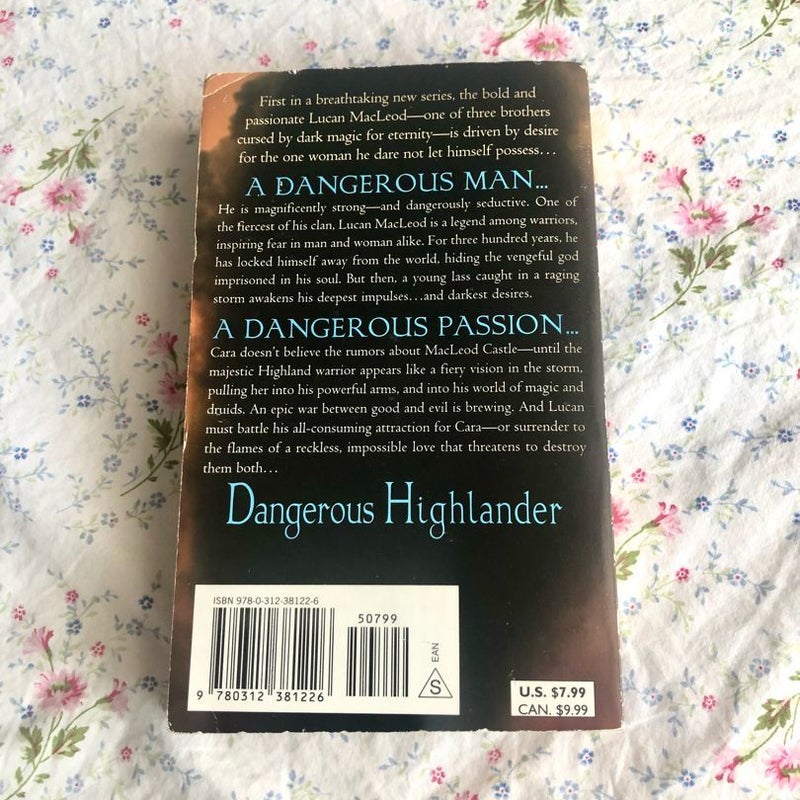 First in a breathtaking new series, the bold and
passionate Lucan MacLeod—one of three brothers
cursed by dark magic for eternity—is driven by desire
for the one woman he dare not let himself possess...
A DANGEROUS MAN...
He is magnificently strong—and dangerously seductive. One of
the fiercest of his clan, Lucan MacLeod is a legend among warriors,
inspiring fear in man and woman alike. For three hundred years, he
has locked himself away from the world, hiding the vengeful god
imprisoned in his soul. But then, a young lass caught in a raging
storm awakens his deepest impulses...and darkest desires.
A DANGEROUS PASSION...
Cara doesn't believe the rumors about MacLeod Castle—until the
majestic Highland warrior appears like a fiery vision in the storm,
pulling her into his powerful arms, and into his world of magic and
druids. An epic war between good and evil is brewing. And Lucan
must battle his all-consuming attraction for Cara—or surrender to
the flames of a reckless, impossible love that threatens to destroy
them both...
Dangerous Highlander
ISBN 978-0-312-38122-6
50799
9 780312 381226
S
EAN
U.S. $7.99
CAN. $9.99